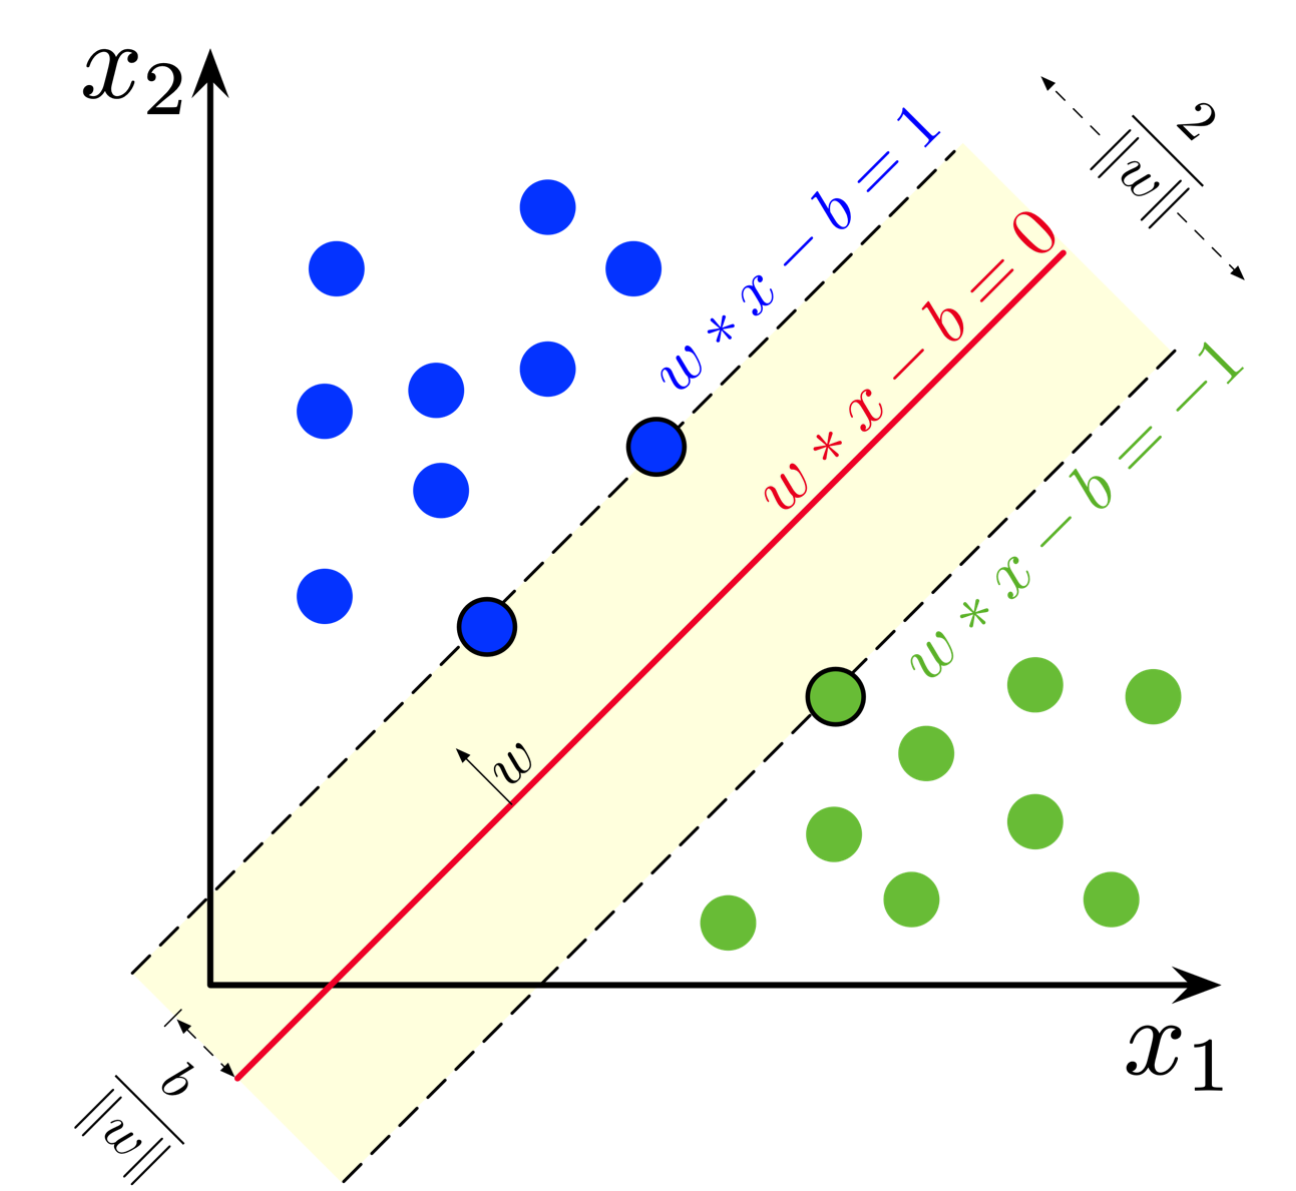 x₂
2
‖w‖
w * x − b = 1
w * x − b = 0
w * x − b = −1
w
x₁
b
‖w‖